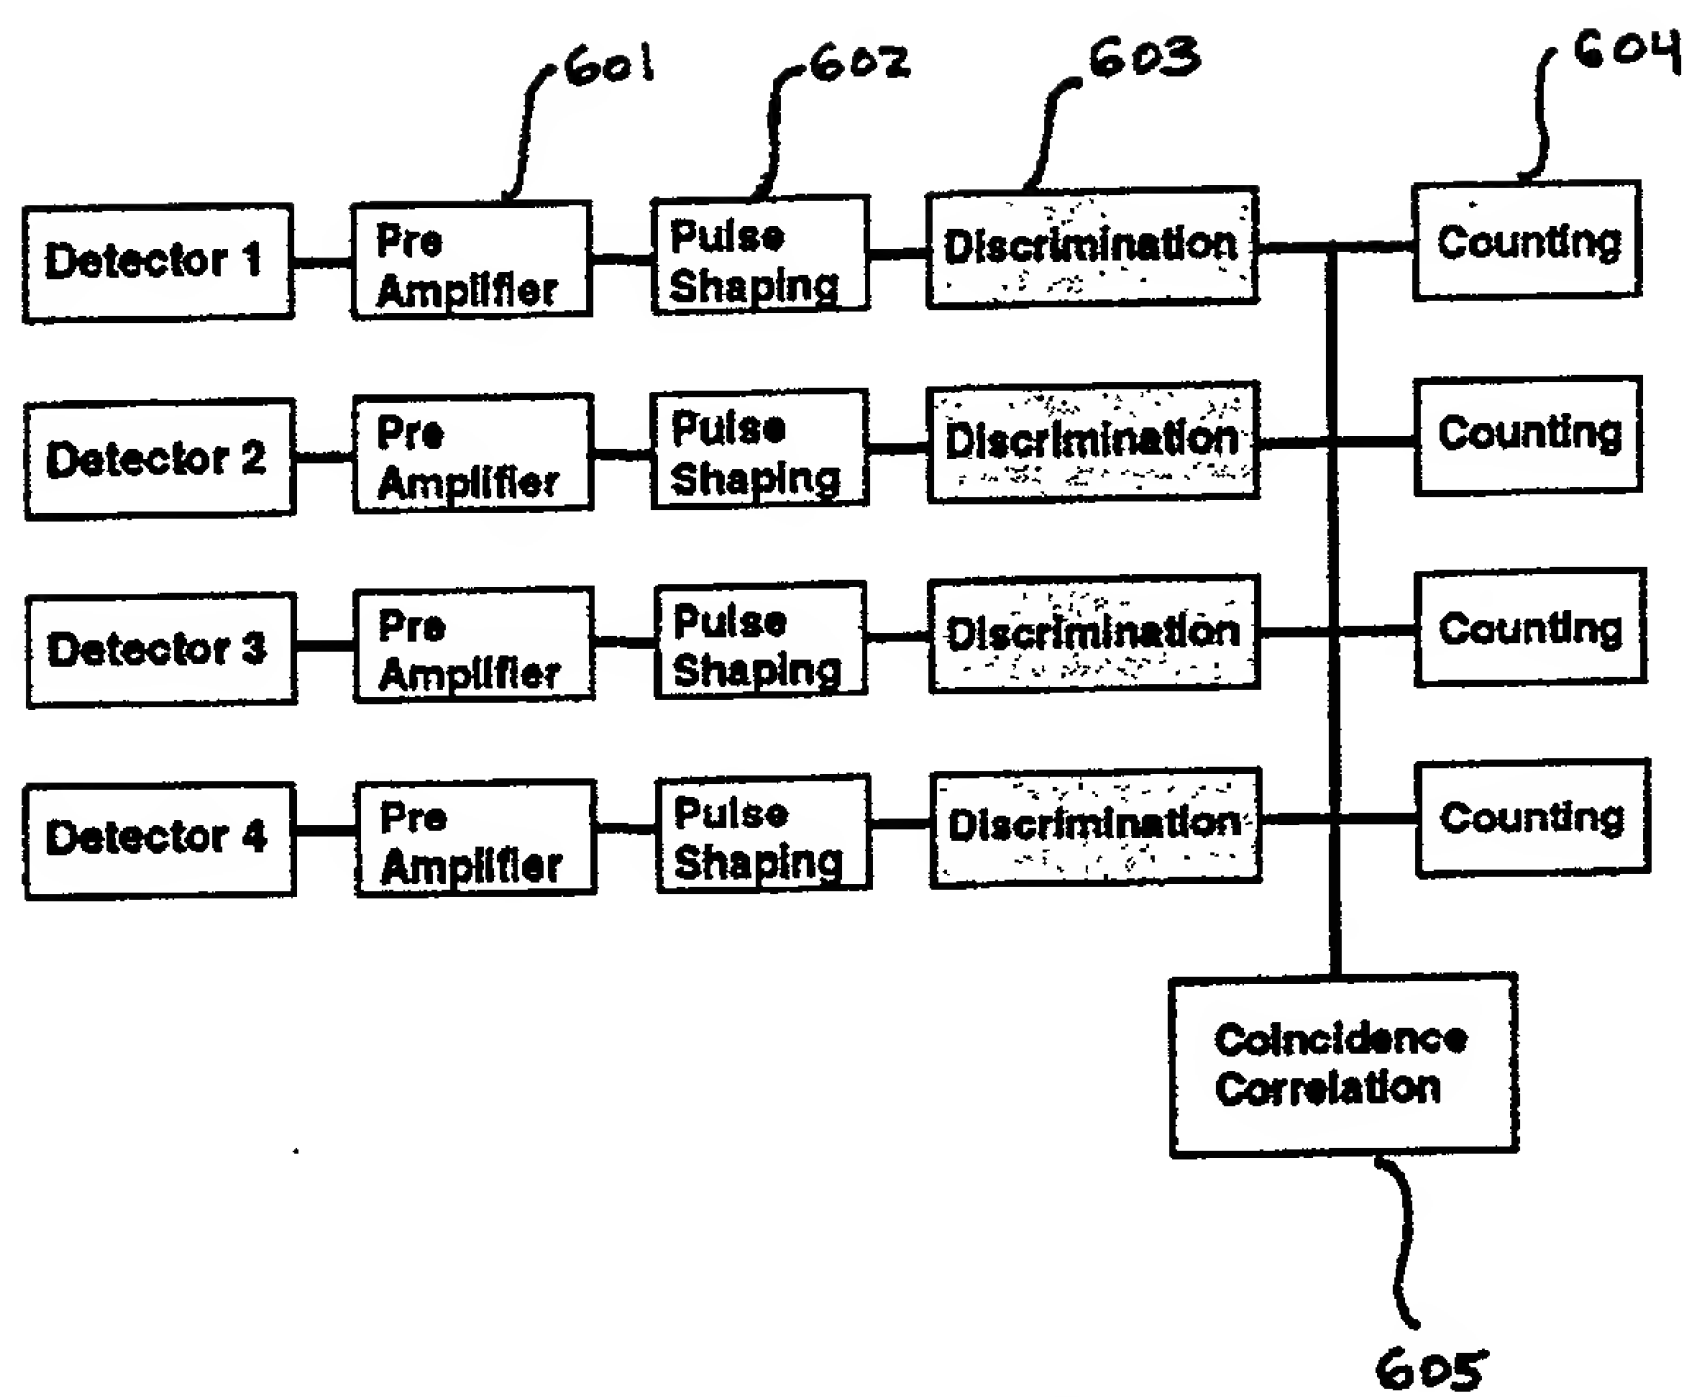 601
602
603
604
Detector 1
Pre
Amplifier
Pulse
Shaping
Discrimination
Counting
Detector 2
Pre
Amplifier
Pulse
Shaping
Discrimination
Counting
Detector 3
Pre
Amplifier
Pulse
Shaping
Discrimination
Counting
Detector 4
Pre
Amplifier
Pulse
Shaping
Discrimination
Counting
Coincidence
Correlation
605